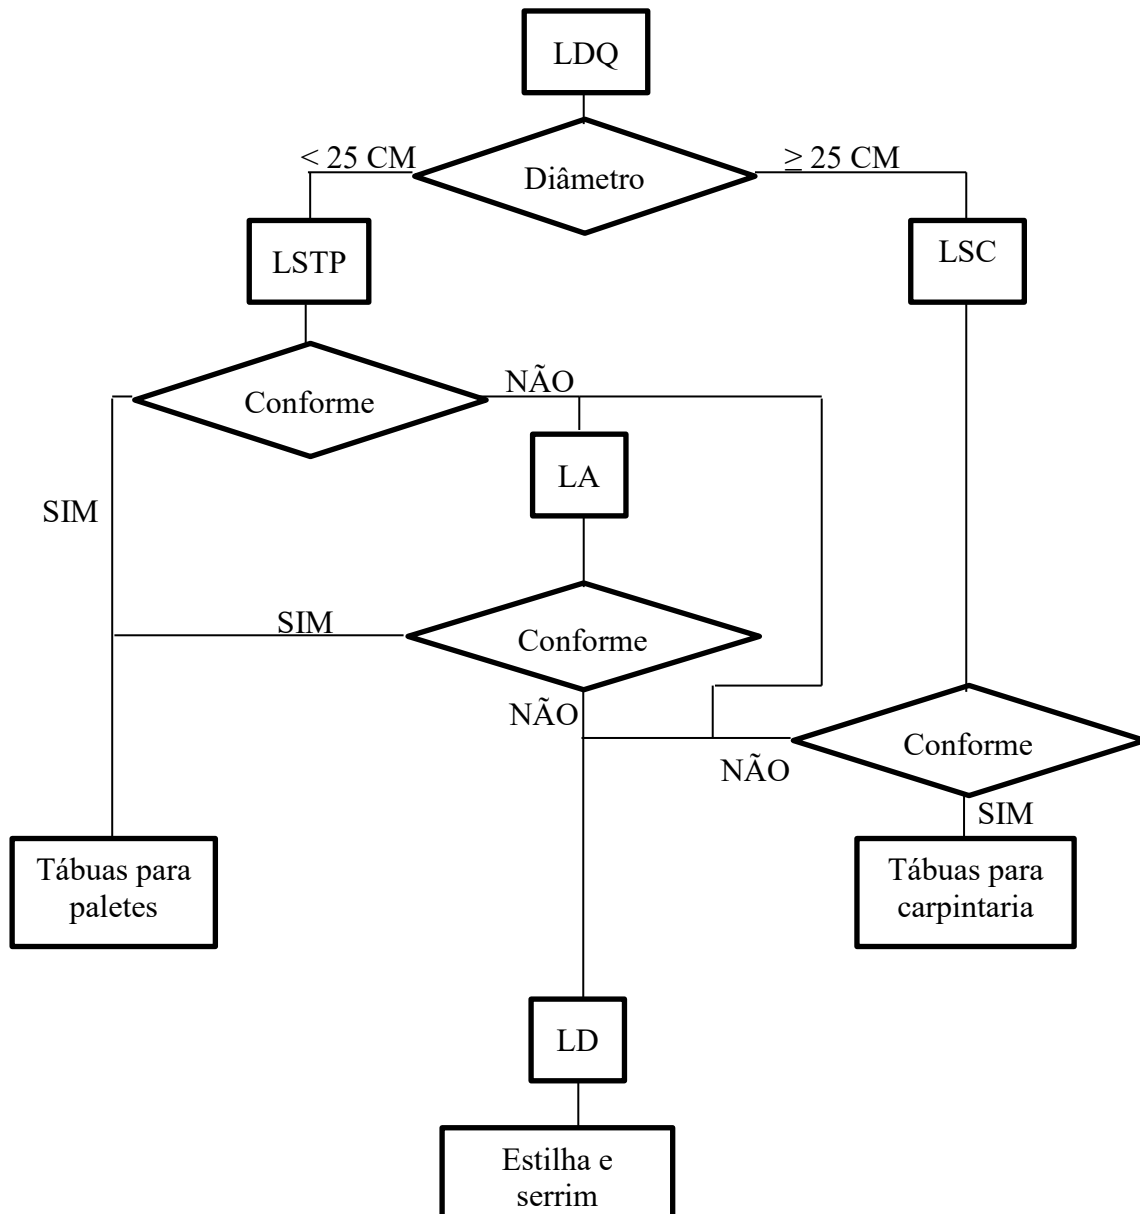 LDQ
< 25 CM
≥ 25 CM
Diâmetro
LSTP
LSC
Conforme
NÃO
LA
SIM
SIM
Conforme
NÃO
Conforme
NÃO
SIM
Tábuas para
paletes
Tábuas para
carpintaria
LD
Estilha e
serrim